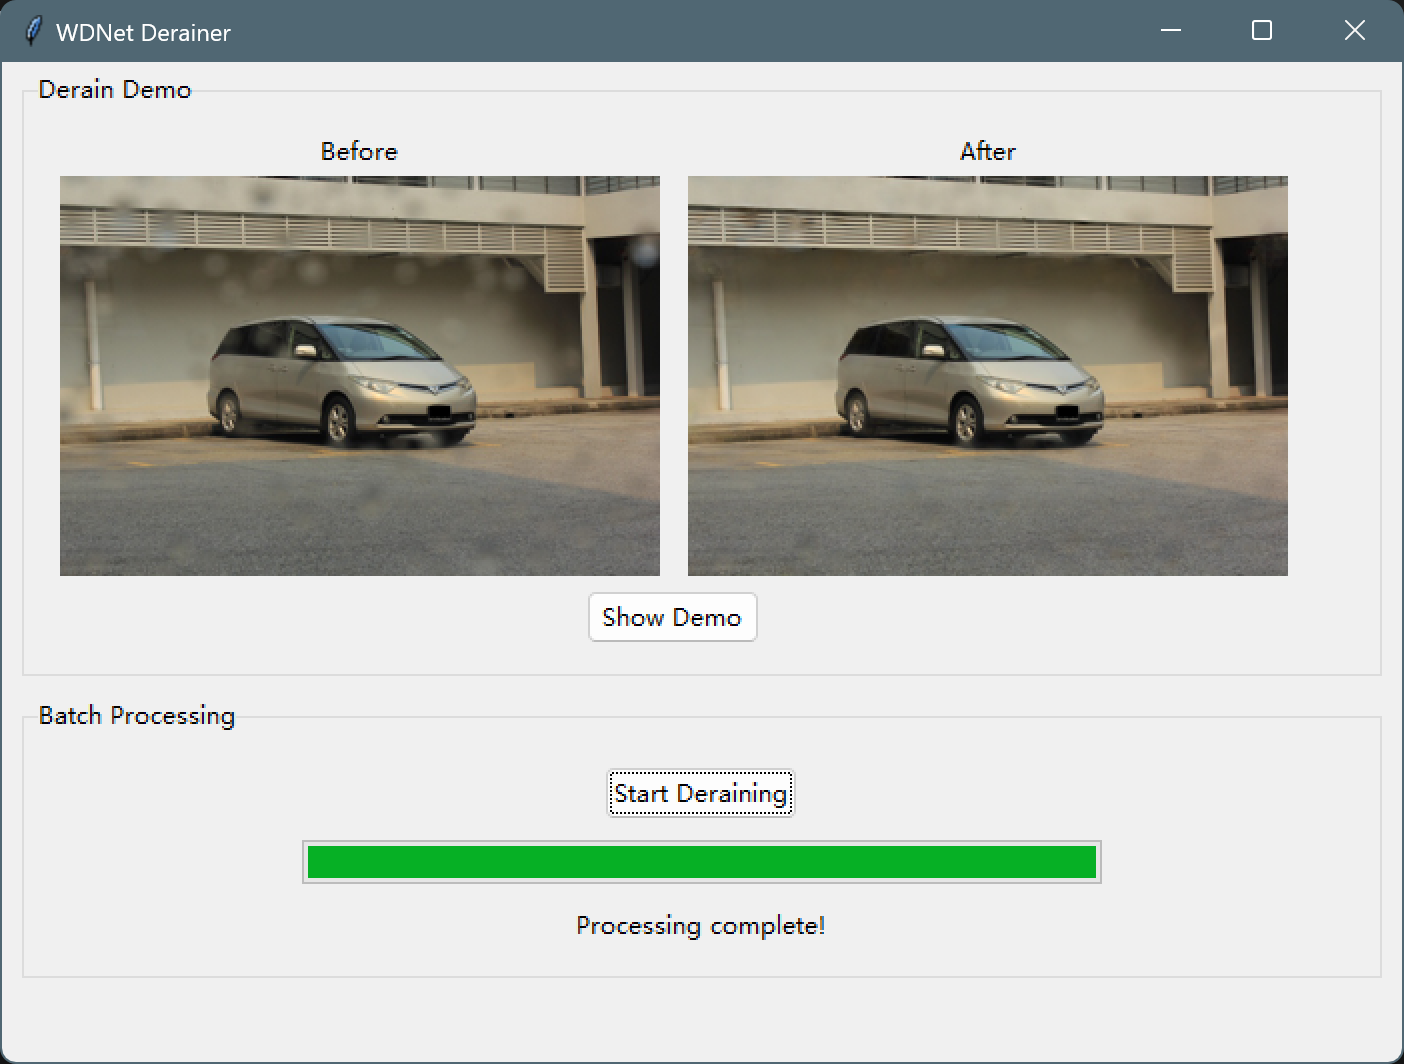 WDNet Derainer
Derain Demo
Before
After
Show Demo
Batch Processing
Start Deraining
Processing complete!